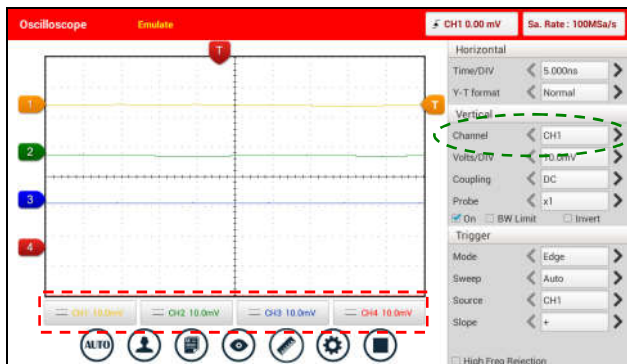 Oscilloscope Emulate CH1 0.00 mV Sa. Rate : 100MSa/s
T
Horizontal
Time/DIV 5.000ns
1 T
Y-T format Normal
Vertical
Channel CH1
2
Volts/DIV 10.0mV
Coupling DC
3
Probe x1
On BW Limit Invert
Trigger
4
Mode Edge
Sweep Auto
CH1 10.0mV CH2 10.0mV CH3 10.0mV CH4 10.0mV
Source CH1
Slope +
AUTO
High Freq Rejection